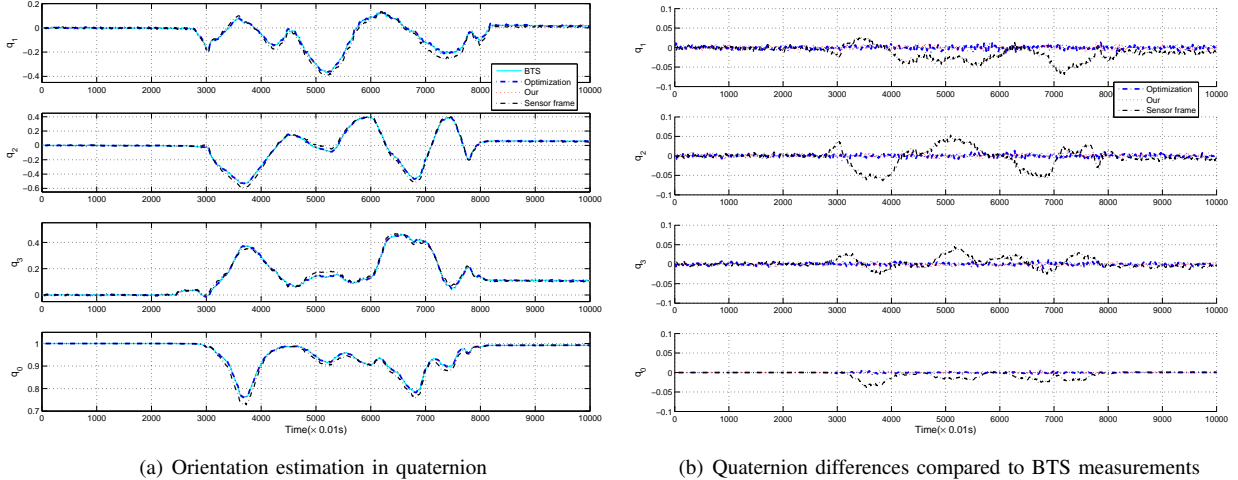 0.2
0
−0.2
−0.4
q1
0 1000 2000 3000 4000 5000 6000 7000 8000 9000 10000
BTS
Optimization
Our
Sensor frame
0.4
0.2
0
−0.2
−0.4
−0.6
q2
0 1000 2000 3000 4000 5000 6000 7000 8000 9000 10000
0.4
0.2
0
q3
0 1000 2000 3000 4000 5000 6000 7000 8000 9000 10000
1
0.9
0.8
0.7
q0
0 1000 2000 3000 4000 5000 6000 7000 8000 9000 10000
Time(× 0.01s)
(a) Orientation estimation in quaternion
0.1
0.05
0
−0.05
−0.1
q1
0 1000 2000 3000 4000 5000 6000 7000 8000 9000 10000
Optimization
Our
Sensor frame
0.1
0.05
0
−0.05
−0.1
q2
0 1000 2000 3000 4000 5000 6000 7000 8000 9000 10000
0.1
0.05
0
−0.05
−0.1
q3
0 1000 2000 3000 4000 5000 6000 7000 8000 9000 10000
0.1
0.05
0
−0.05
−0.1
q0
0 1000 2000 3000 4000 5000 6000 7000 8000 9000 10000
Time(× 0.01s)
(b) Quaternion differences compared to BTS measurements